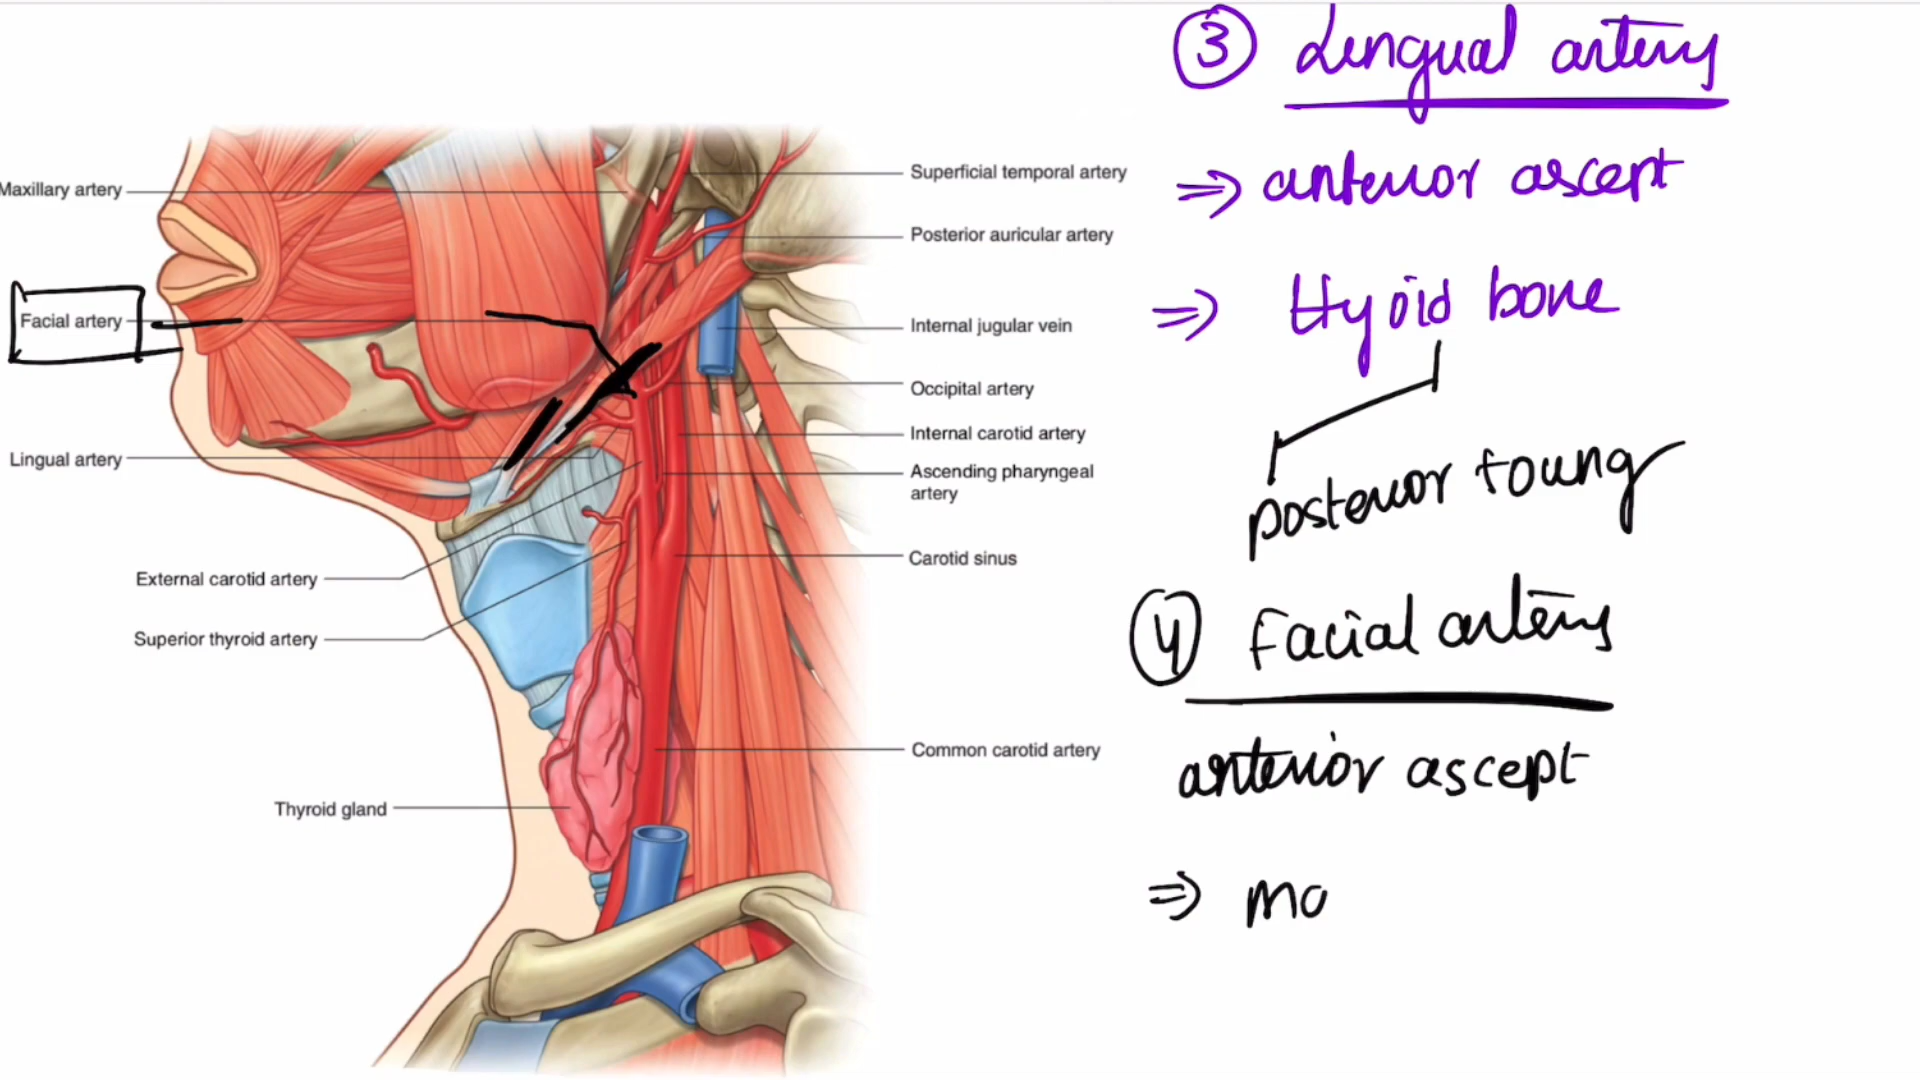 ③ Lingual artery
⇒ anterior ascept
⇒ Hyoid bone
posterior toung
④ Facial artery
anterior ascept
⇒ mo
Maxillary artery
Facial artery
Lingual artery
External carotid artery
Superior thyroid artery
Thyroid gland
Superficial temporal artery
Posterior auricular artery
Internal jugular vein
Occipital artery
Internal carotid artery
Ascending pharyngeal
artery
Carotid sinus
Common carotid artery